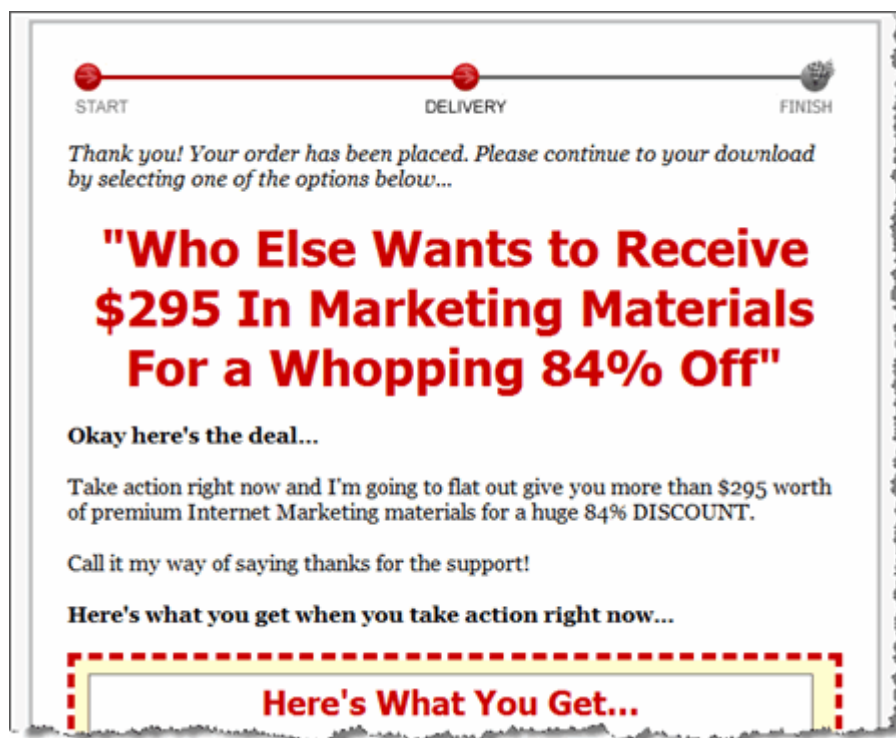 START DELIVERY FINISH
Thank you! Your order has been placed. Please continue to your download
by selecting one of the options below...
"Who Else Wants to Receive
$295 In Marketing Materials
For a Whopping 84% Off"
Okay here's the deal...
Take action right now and I'm going to flat out give you more than $295 worth
of premium Internet Marketing materials for a huge 84% DISCOUNT.
Call it my way of saying thanks for the support!
Here's what you get when you take action right now...
Here's What You Get...